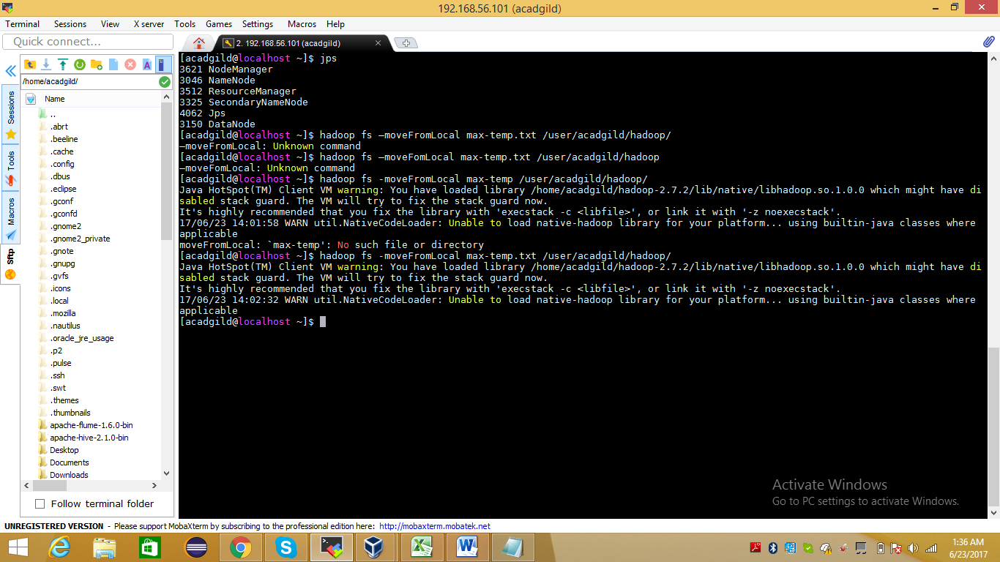 192.168.56.101 (acadgild)
Terminal Sessions View X server Tools Games Settings Macros Help
Quick connect...
2. 192.168.56.101 (acadgild)
/home/acadgild/
Name
..
.abrt
.beeline
.cache
.config
.dbus
.eclipse
.gconf
.gconfd
.gnome2
.gnome2_private
.gnote
.gnupg
.gvfs
.icons
.local
.mozilla
.nautilus
.oracle_jre_usage
.p2
.pulse
.ssh
.swt
.themes
.thumbnails
apache-flume-1.6.0-bin
apache-hive-2.1.0-bin
Desktop
Documents
Downloads
Follow terminal folder
Sessions
Tools
Macros
Sftp
[acadgild@localhost ~]$ jps
3621 NodeManager
3046 NameNode
3512 ResourceManager
3325 SecondaryNameNode
4062 Jps
3150 DataNode
[acadgild@localhost ~]$ hadoop fs –moveFromLocal max-temp.txt /user/acadgild/hadoop/
–moveFromLocal: Unknown command
[acadgild@localhost ~]$ hadoop fs –moveFomLocal max-temp.txt /user/acadgild/hadoop
–moveFomLocal: Unknown command
[acadgild@localhost ~]$ hadoop fs -moveFromLocal max-temp /user/acadgild/hadoop/
Java HotSpot(TM) Client VM warning: You have loaded library /home/acadgild/hadoop-2.7.2/lib/native/libhadoop.so.1.0.0 which might have di
sabled stack guard. The VM will try to fix the stack guard now.
It's highly recommended that you fix the library with 'execstack -c <libfile>', or link it with '-z noexecstack'.
17/06/23 14:01:58 WARN util.NativeCodeLoader: Unable to load native-hadoop library for your platform... using builtin-java classes where
applicable
moveFromLocal: `max-temp': No such file or directory
[acadgild@localhost ~]$ hadoop fs -moveFromLocal max-temp.txt /user/acadgild/hadoop/
Java HotSpot(TM) Client VM warning: You have loaded library /home/acadgild/hadoop-2.7.2/lib/native/libhadoop.so.1.0.0 which might have di
sabled stack guard. The VM will try to fix the stack guard now.
It's highly recommended that you fix the library with 'execstack -c <libfile>', or link it with '-z noexecstack'.
17/06/23 14:02:32 WARN util.NativeCodeLoader: Unable to load native-hadoop library for your platform... using builtin-java classes where
applicable
[acadgild@localhost ~]$
Activate Windows
Go to PC settings to activate Windows.
UNREGISTERED VERSION - Please support MobaXterm by subscribing to the professional edition here: http://mobaxterm.mobatek.net
1:36 AM
6/23/2017